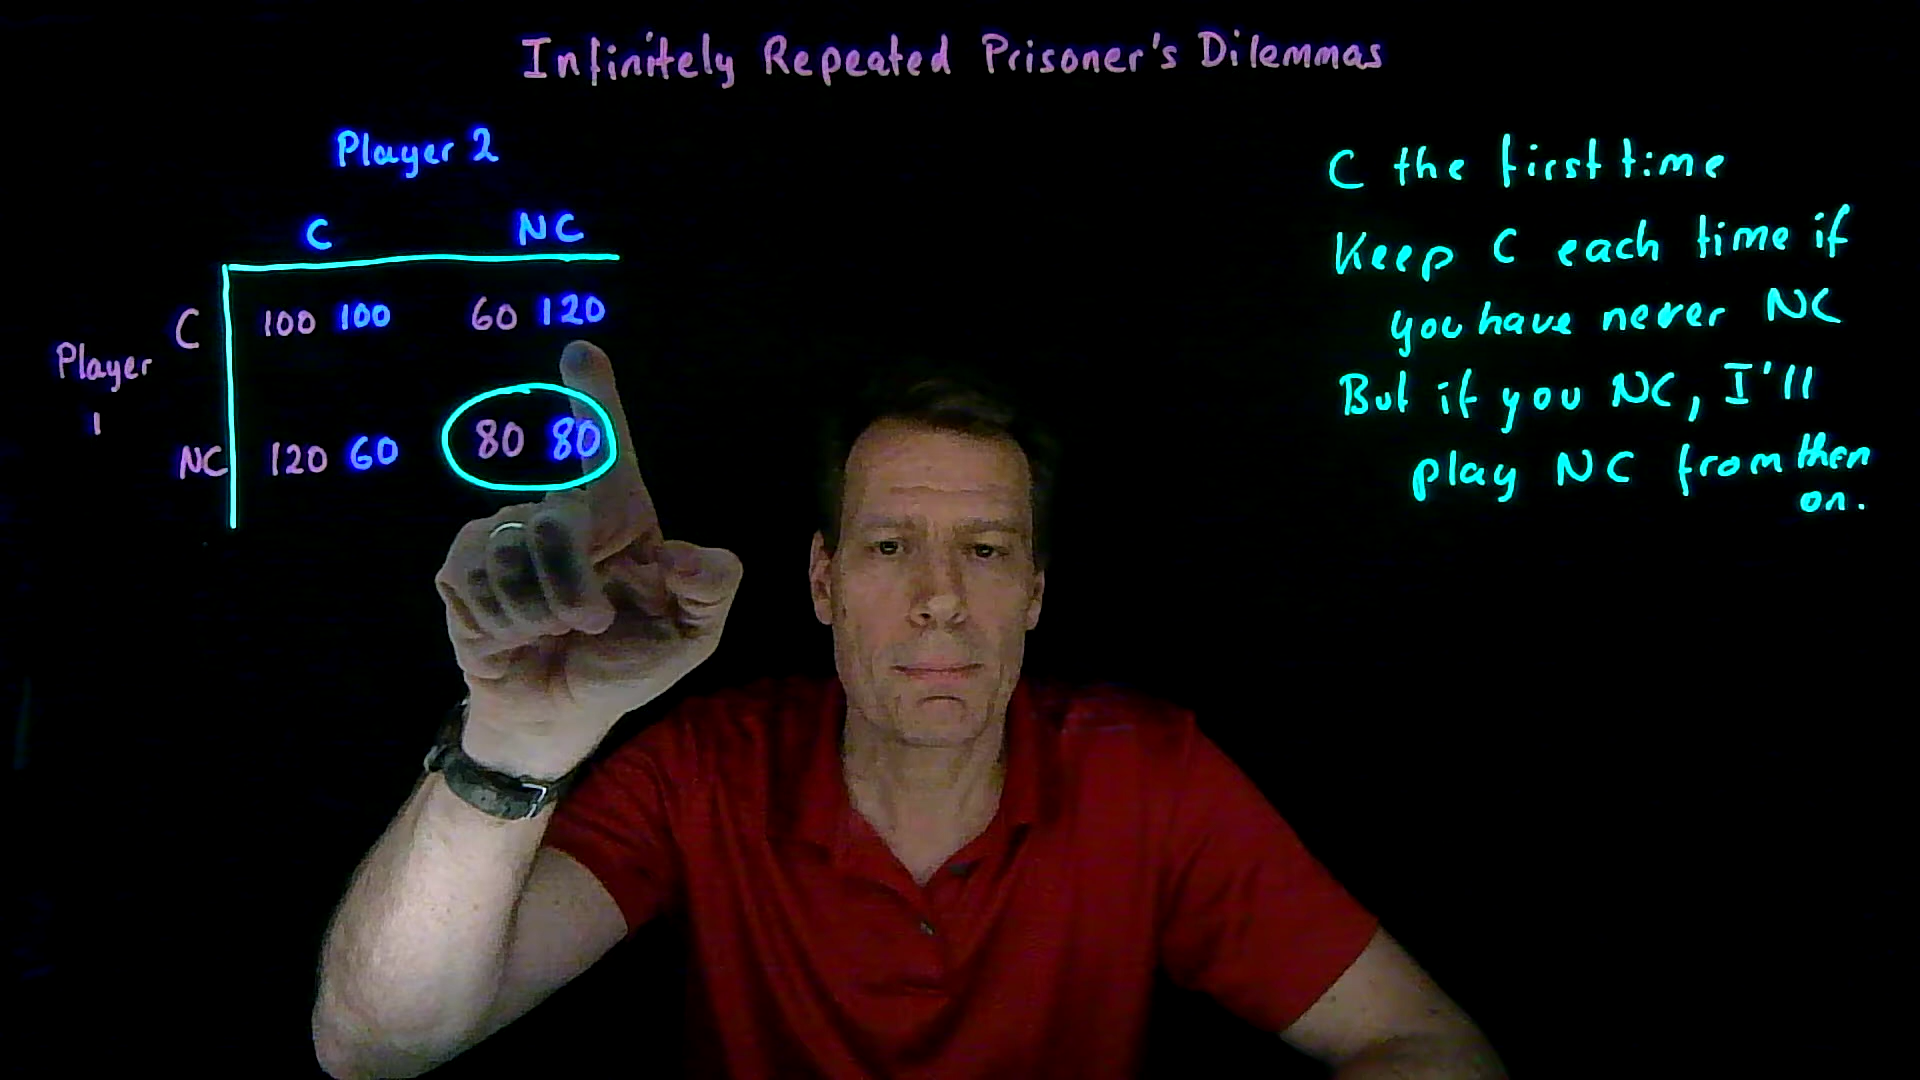 Infinitely Repeated Prisoner's Dilemmas
Player 2
C NC
C 100 100 60 120
Player
1
NC 120 60 80 80
C the first time
Keep C each time if
you have never NC
But if you NC, I'll
play NC from then
on.